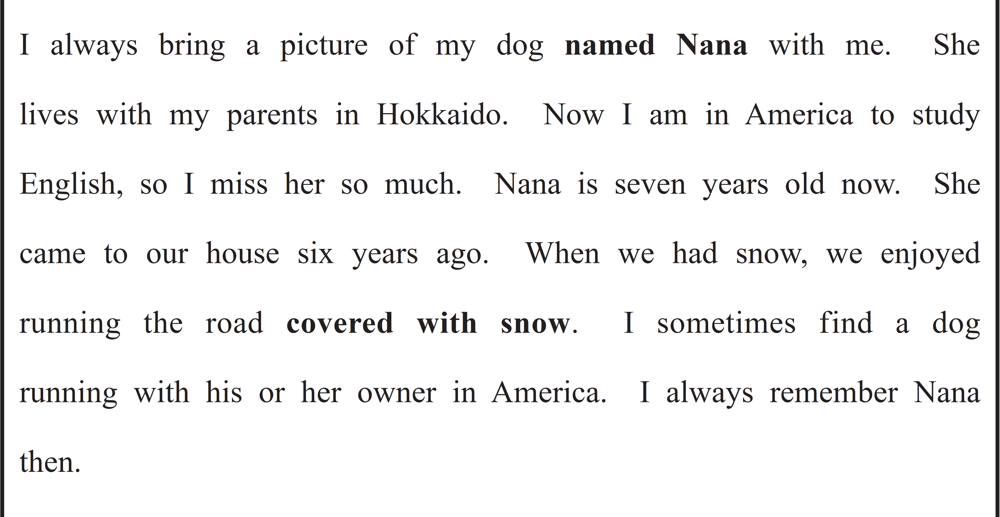 I always bring a picture of my dog named Nana with me. She
lives with my parents in Hokkaido. Now I am in America to study
English, so I miss her so much. Nana is seven years old now. She
came to our house six years ago. When we had snow, we enjoyed
running the road covered with snow. I sometimes find a dog
running with his or her owner in America. I always remember Nana
then.